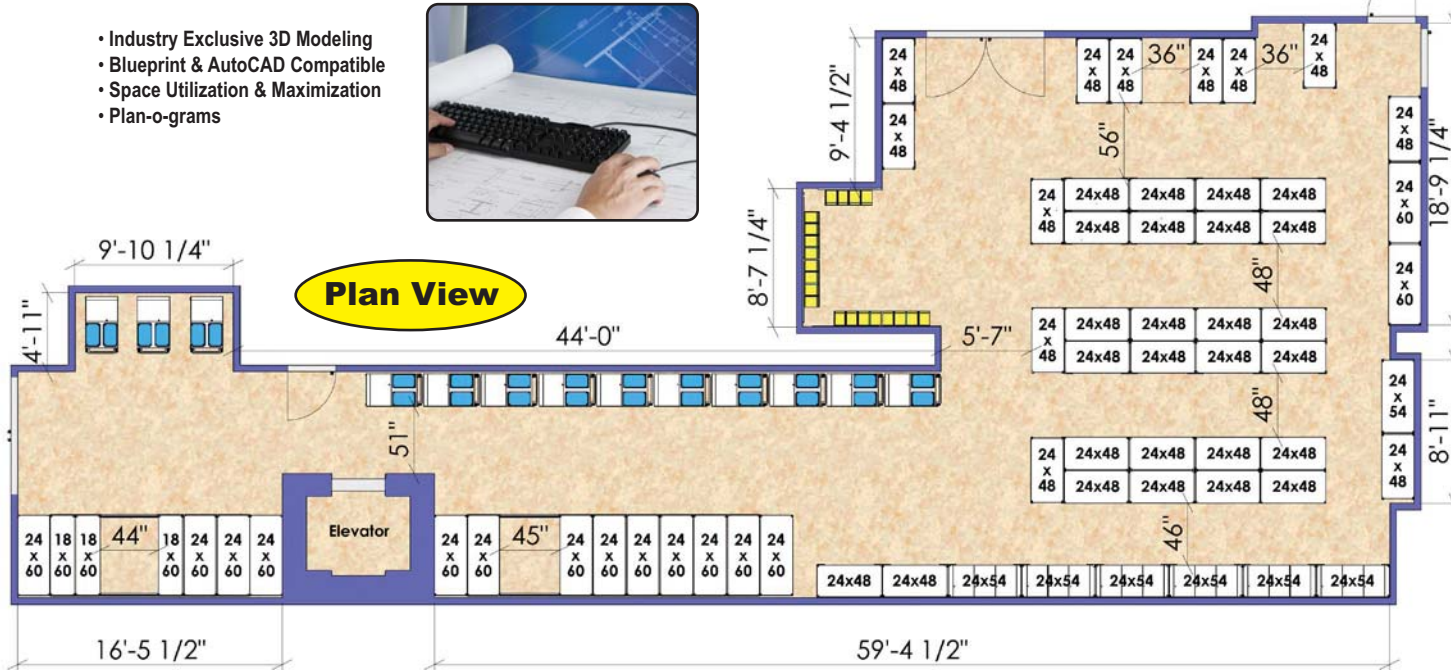 • Industry Exclusive 3D Modeling
• Blueprint & AutoCAD Compatible
• Space Utilization & Maximization
• Plan-o-grams
Plan View
9'-10 1/4"
4'-11"
44'-0"
5'-7"
8'-7 1/4"
9'-4 1/2"
18'-9 1/4"
8'-11"
24 x 48
24 x 48
24 x 48
24 x 48
36"
24 x 48
24 x 48
36"
24 x 48
56"
24 x 48
24 x 60
24 x 60
24 x 48
24x48 24x48 24x48 24x48
24x48 24x48 24x48 24x48
48"
24 x 48
24x48 24x48 24x48 24x48
24x48 24x48 24x48 24x48
48"
24 x 54
24 x 48
24 x 48
24x48 24x48 24x48 24x48
24x48 24x48 24x48 24x48
46"
51"
Elevator
24 x 60
18 x 60
18 x 60
44"
18 x 60
24 x 60
24 x 60
24 x 60
24 x 60
24 x 60
45"
24 x 60
24 x 60
24 x 60
24 x 60
24 x 60
24 x 60
24 x 60
24x48 24x48 24x54 24x54 24x54 24x54 24x54 24x54
16'-5 1/2"
59'-4 1/2"